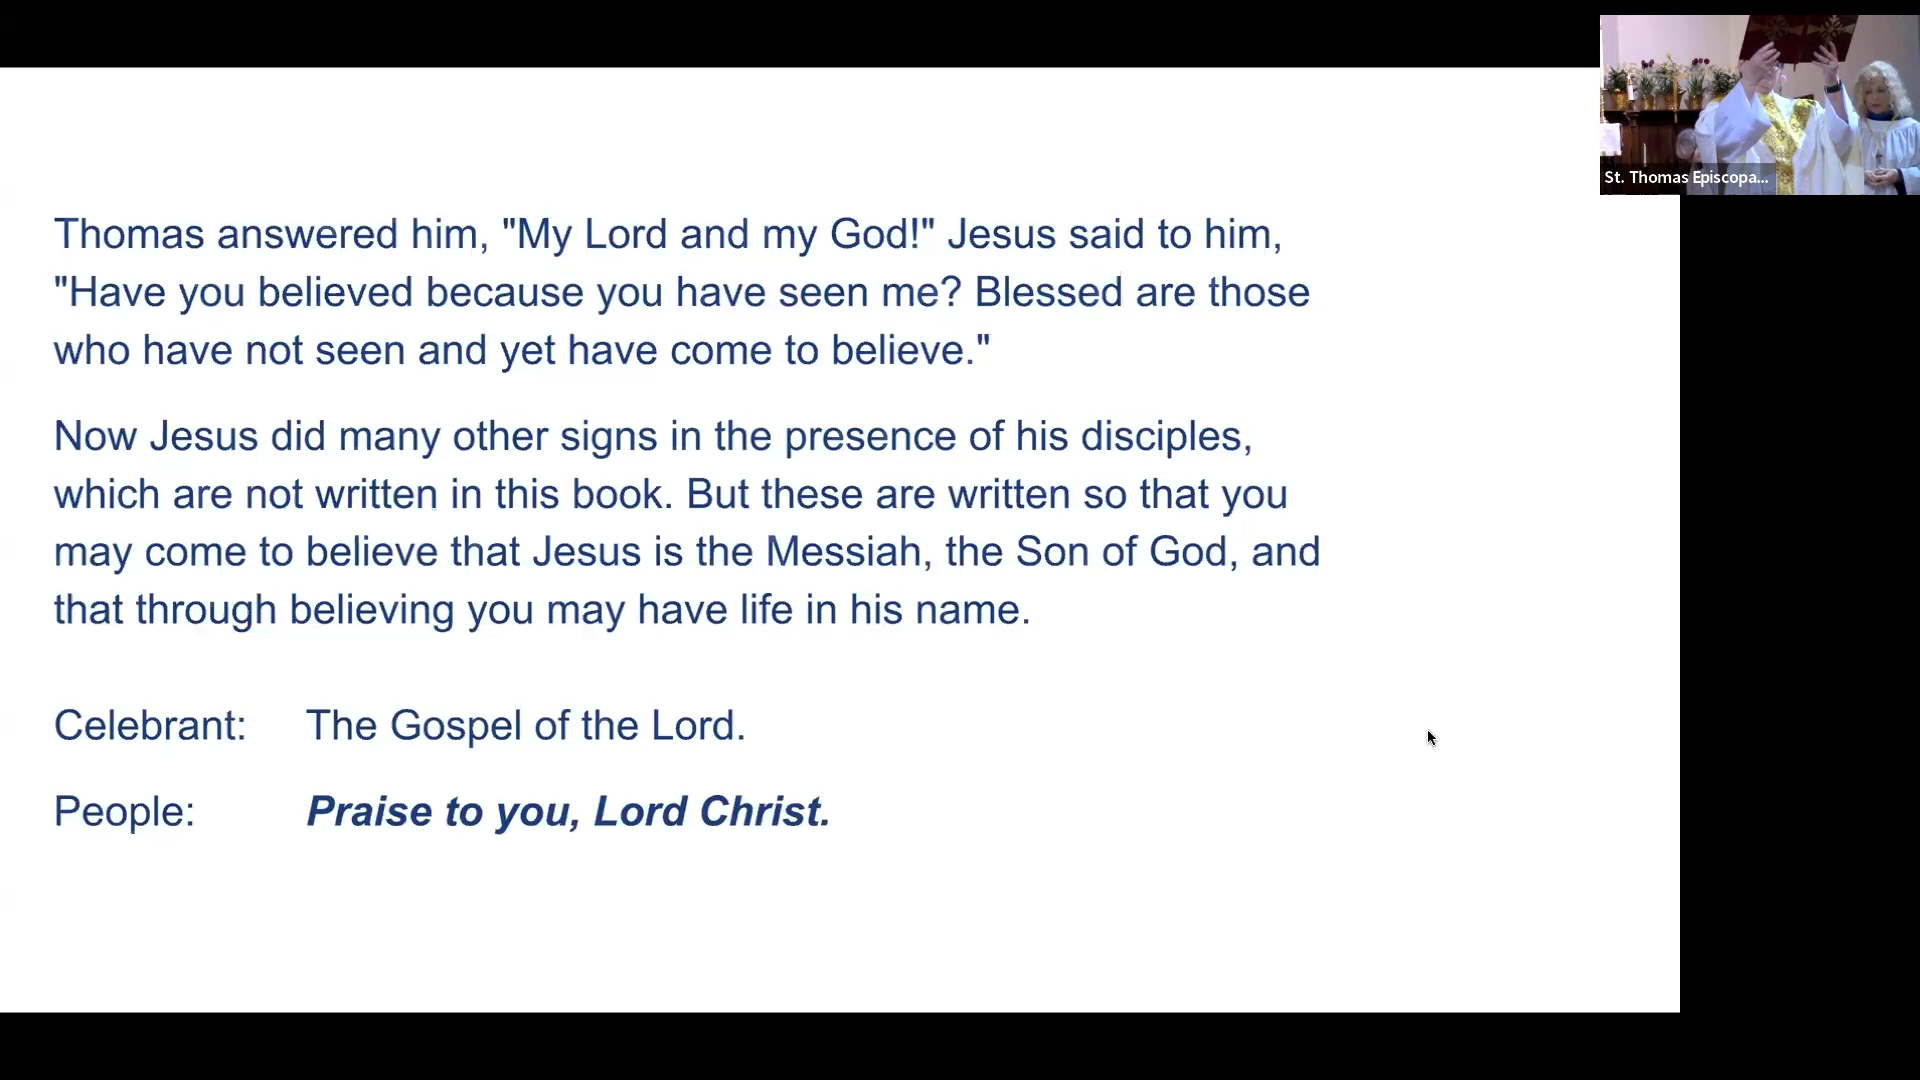 St. Thomas Episcopa...
Thomas answered him, "My Lord and my God!" Jesus said to him,
"Have you believed because you have seen me? Blessed are those
who have not seen and yet have come to believe."
Now Jesus did many other signs in the presence of his disciples,
which are not written in this book. But these are written so that you
may come to believe that Jesus is the Messiah, the Son of God, and
that through believing you may have life in his name.
Celebrant: The Gospel of the Lord.
People: Praise to you, Lord Christ.